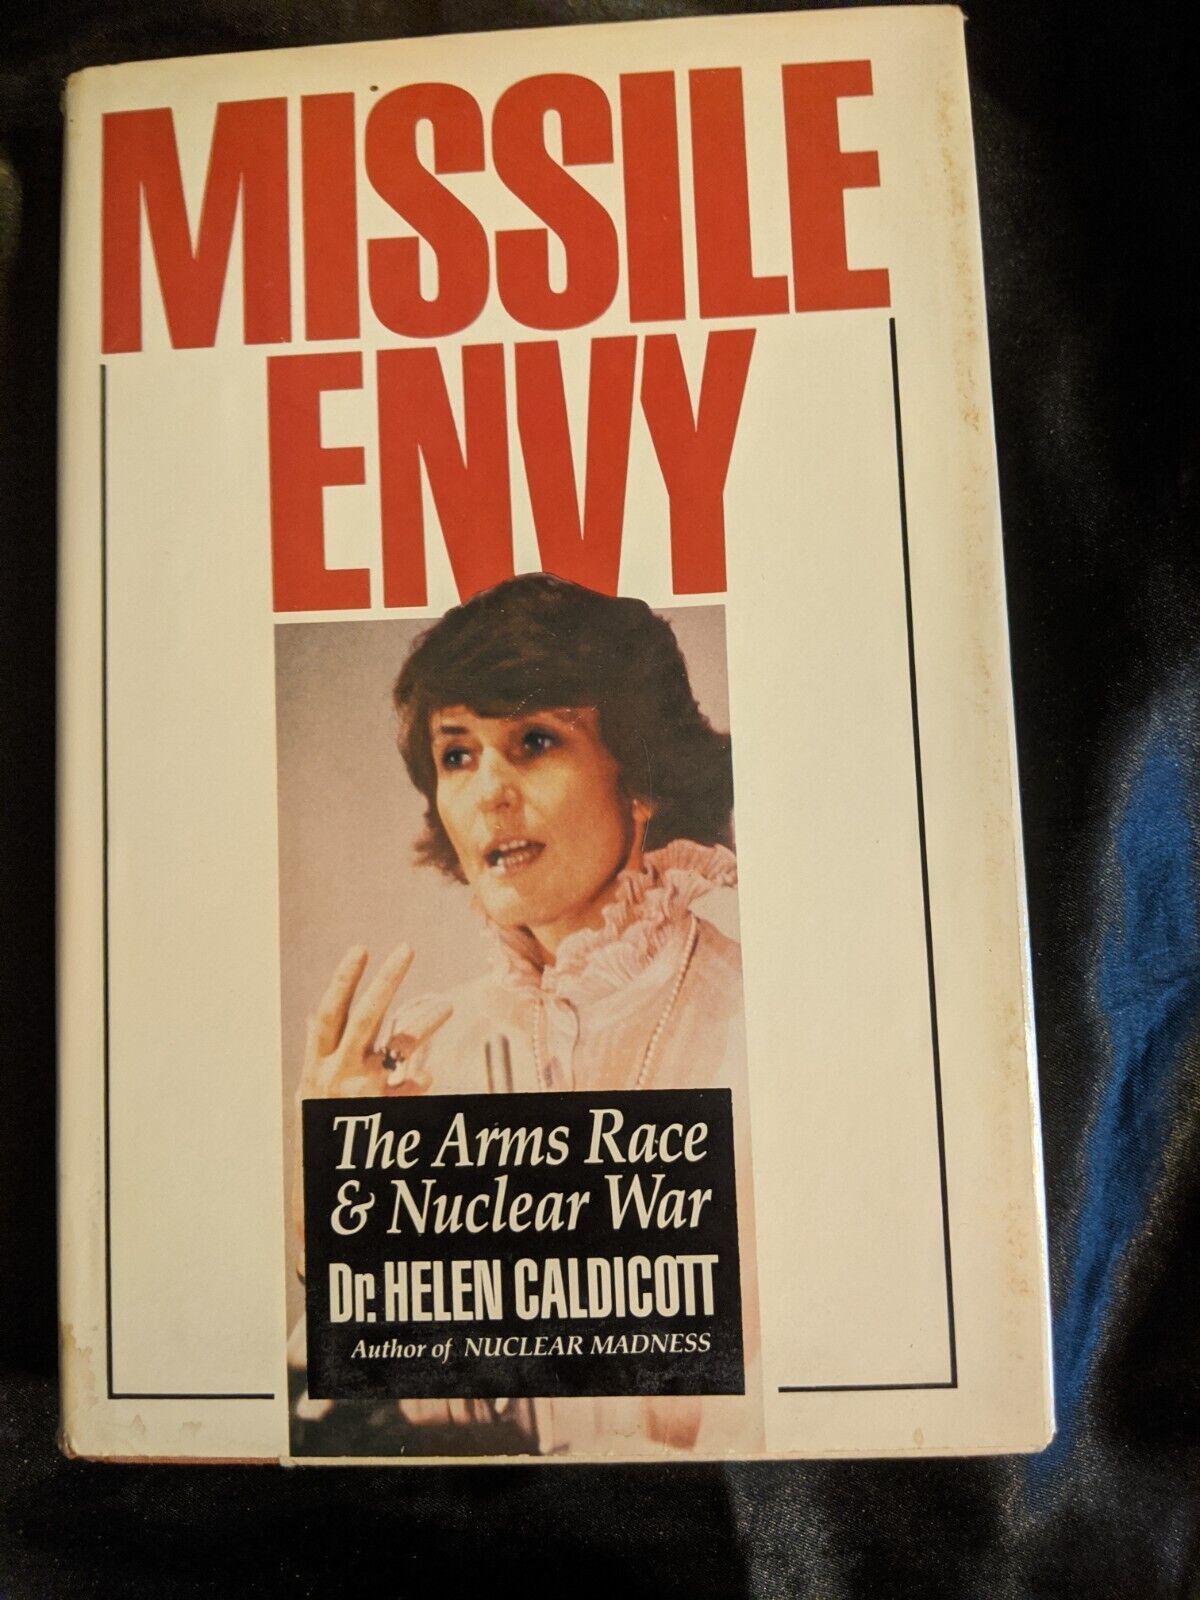 MISSILE
ENVY
The Arms Race
& Nuclear War
Dr. HELEN CALDICOTT
Author of NUCLEAR MADNESS